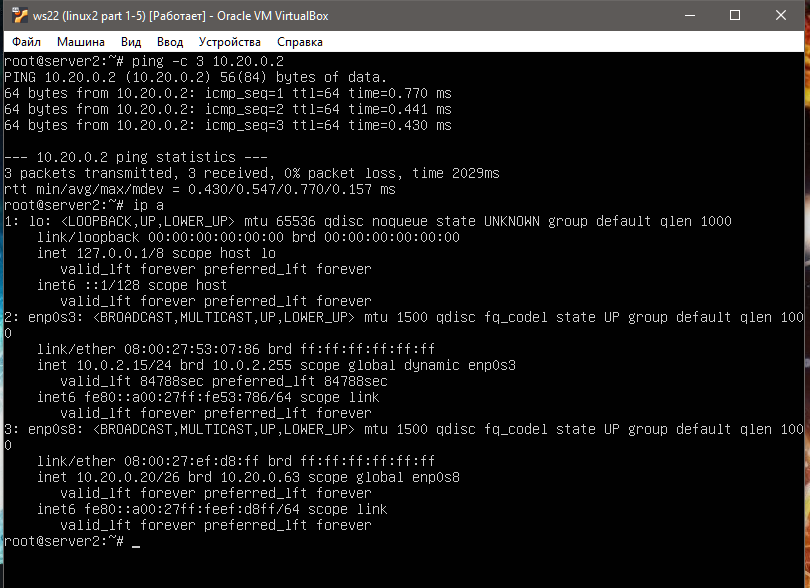 ws22 (linux2 part 1-5) [Работает] - Oracle VM VirtualBox
Файл Машина Вид Ввод Устройства Справка
root@server2:~# ping -c 3 10.20.0.2
PING 10.20.0.2 (10.20.0.2) 56(84) bytes of data.
64 bytes from 10.20.0.2: icmp_seq=1 ttl=64 time=0.770 ms
64 bytes from 10.20.0.2: icmp_seq=2 ttl=64 time=0.441 ms
64 bytes from 10.20.0.2: icmp_seq=3 ttl=64 time=0.430 ms
--- 10.20.0.2 ping statistics ---
3 packets transmitted, 3 received, 0% packet loss, time 2029ms
rtt min/avg/max/mdev = 0.430/0.547/0.770/0.157 ms
root@server2:~# ip a
1: lo: <LOOPBACK,UP,LOWER_UP> mtu 65536 qdisc noqueue state UNKNOWN group default qlen 1000
link/loopback 00:00:00:00:00:00 brd 00:00:00:00:00:00
inet 127.0.0.1/8 scope host lo
valid_lft forever preferred_lft forever
inet6 ::1/128 scope host
valid_lft forever preferred_lft forever
2: enp0s3: <BROADCAST,MULTICAST,UP,LOWER_UP> mtu 1500 qdisc fq_codel state UP group default qlen 100
0
link/ether 08:00:27:53:07:86 brd ff:ff:ff:ff:ff:ff
inet 10.0.2.15/24 brd 10.0.2.255 scope global dynamic enp0s3
valid_lft 84788sec preferred_lft 84788sec
inet6 fe80::a00:27ff:fe53:786/64 scope link
valid_lft forever preferred_lft forever
3: enp0s8: <BROADCAST,MULTICAST,UP,LOWER_UP> mtu 1500 qdisc fq_codel state UP group default qlen 100
0
link/ether 08:00:27:ef:d8:ff brd ff:ff:ff:ff:ff:ff
inet 10.20.0.20/26 brd 10.20.0.63 scope global enp0s8
valid_lft forever preferred_lft forever
inet6 fe80::a00:27ff:feef:d8ff/64 scope link
valid_lft forever preferred_lft forever
root@server2:~# _